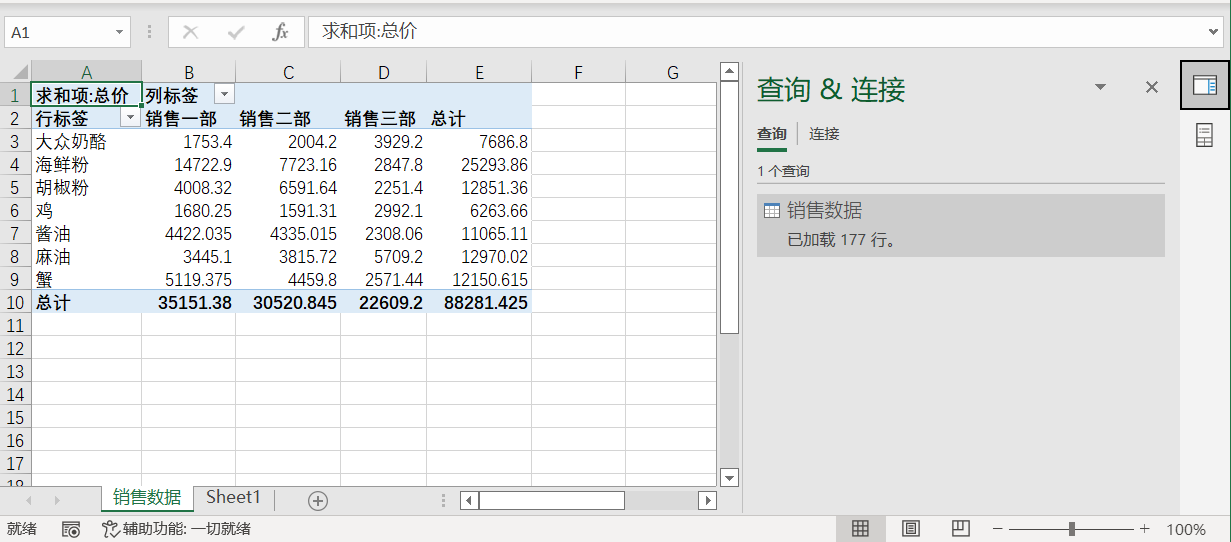 A1 fx 求和项:总价
A B C D E F G
1 求和项:总价 列标签
2 行标签 销售一部 销售二部 销售三部 总计
3 大众奶酪 1753.4 2004.2 3929.2 7686.8
4 海鲜粉 14722.9 7723.16 2847.8 25293.86
5 胡椒粉 4008.32 6591.64 2251.4 12851.36
6 鸡 1680.25 1591.31 2992.1 6263.66
7 酱油 4422.035 4335.015 2308.06 11065.11
8 麻油 3445.1 3815.72 5709.2 12970.02
9 蟹 5119.375 4459.8 2571.44 12150.615
10 总计 35151.38 30520.845 22609.2 88281.425
11
12
13
14
15
16
17
18
销售数据 Sheet1
查询 & 连接
查询 连接
1 个查询
销售数据
已加载 177 行。
就绪 辅助功能: 一切就绪 100%